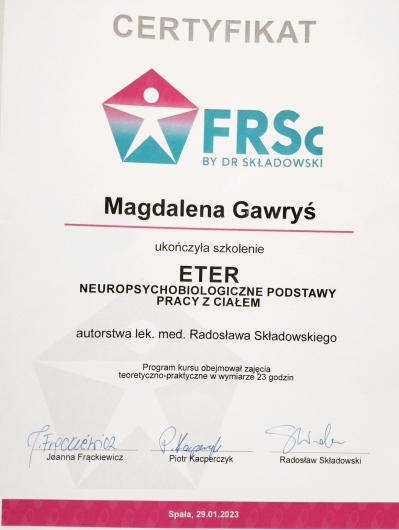 CERTYFIKAT
FRSc
BY DR SKŁADOWSKI
Magdalena Gawryś
ukończyła szkolenie
ETER
NEUROPSYCHOBIOLOGICZNE PODSTAWY
PRACY Z CIAŁEM
autorstwa lek. med. Radosława Składowskiego
Program kursu obejmował zajęcia
teoretyczno-praktyczne w wymiarze 23 godzin
J. Frąckiewicz P. Kacperczyk
Joanna Frąckiewicz Piotr Kacperczyk Radosław Składowski
Spała, 29.01.2023